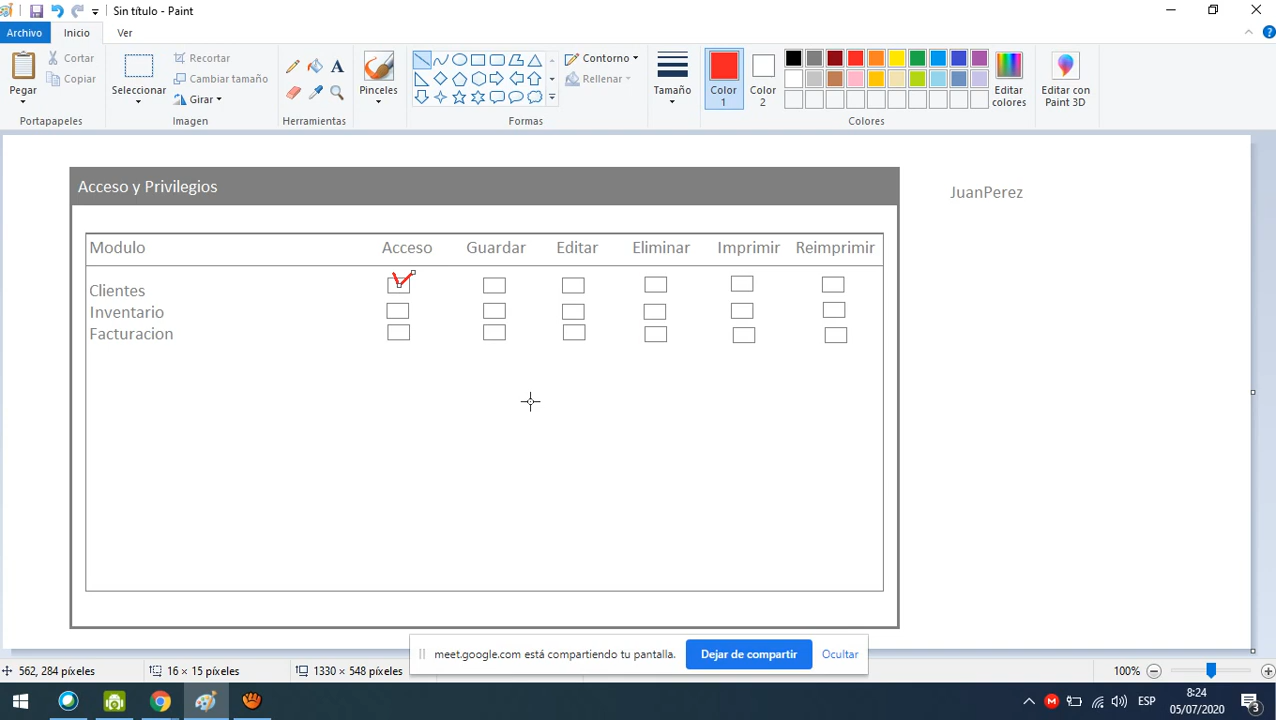 Sin título - Paint
Archivo Inicio Ver
Pegar
Cortar
Copiar
Portapapeles
Seleccionar
Recortar
Cambiar tamaño
Girar
Imagen
Herramientas
Pinceles
Contorno
Rellenar
Formas
Tamaño
Color
1
Color
2
Colores
Editar
colores
Editar con
Paint 3D
Acceso y Privilegios
JuanPerez
Modulo Acceso Guardar Editar Eliminar Imprimir Reimprimir
Clientes
Inventario
Facturacion
meet.google.com está compartiendo tu pantalla. Dejar de compartir Ocultar
562, 284 píxeles 16 × 15 píxeles 1330 × 548 píxeles 100%
ESP
8:24
05/07/2020
3